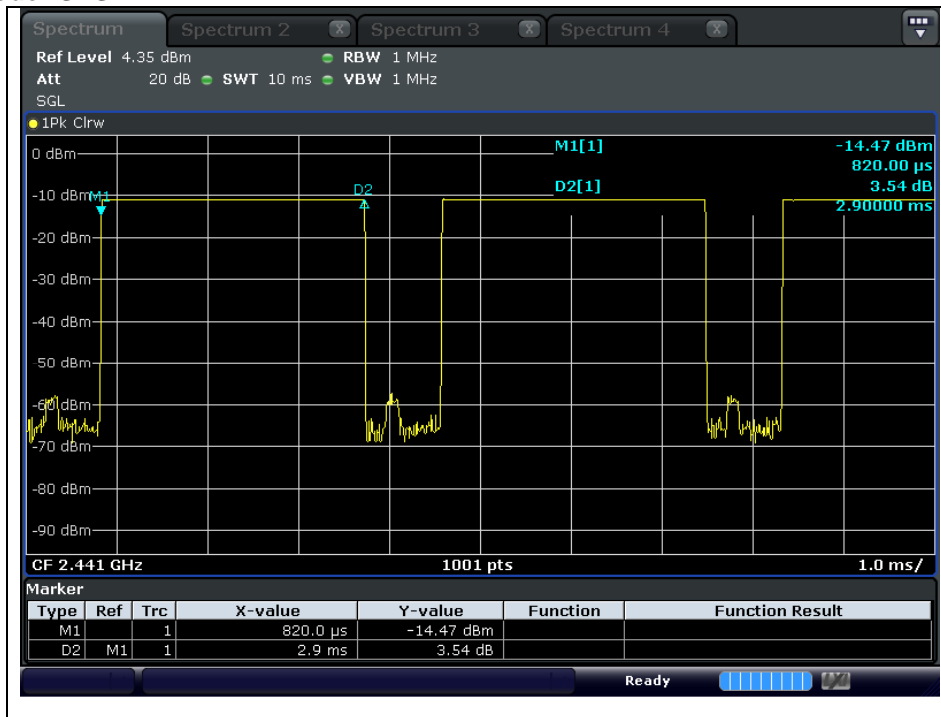 Spectrum Spectrum 2 X Spectrum 3 X Spectrum 4 X
Ref Level 4.35 dBm RBW 1 MHz
Att 20 dB SWT 10 ms VBW 1 MHz
SGL
1Pk Clrw
M1[1] -14.47 dBm
820.00 µs
D2[1] 3.54 dB
2.90000 ms
0 dBm
-10 dBm
M1
D2
-20 dBm
-30 dBm
-40 dBm
-50 dBm
-60 dBm
-70 dBm
-80 dBm
-90 dBm
CF 2.441 GHz 1001 pts 1.0 ms/
Marker
Type Ref Trc X-value Y-value Function Function Result
M1 1 820.0 µs -14.47 dBm
D2 M1 1 2.9 ms 3.54 dB
Ready